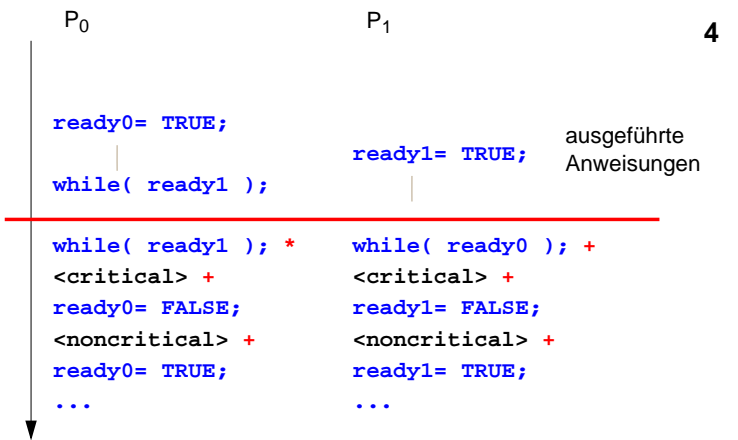 P0 P1
4
ready0= TRUE;
ready1= TRUE;
ausgeführte
Anweisungen
while( ready1 );
while( ready1 ); * while( ready0 ); +
<critical> + <critical> +
ready0= FALSE; ready1= FALSE;
<noncritical> + <noncritical> +
ready0= TRUE; ready1= TRUE;
... ...